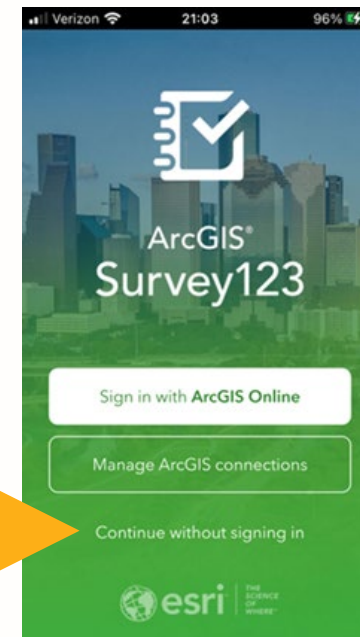 Verizon 21:03 96%
ArcGIS®
Survey123
Sign in with ArcGIS Online
Manage ArcGIS connections
Continue without signing in
esri THE
SCIENCE
OF
WHERE™